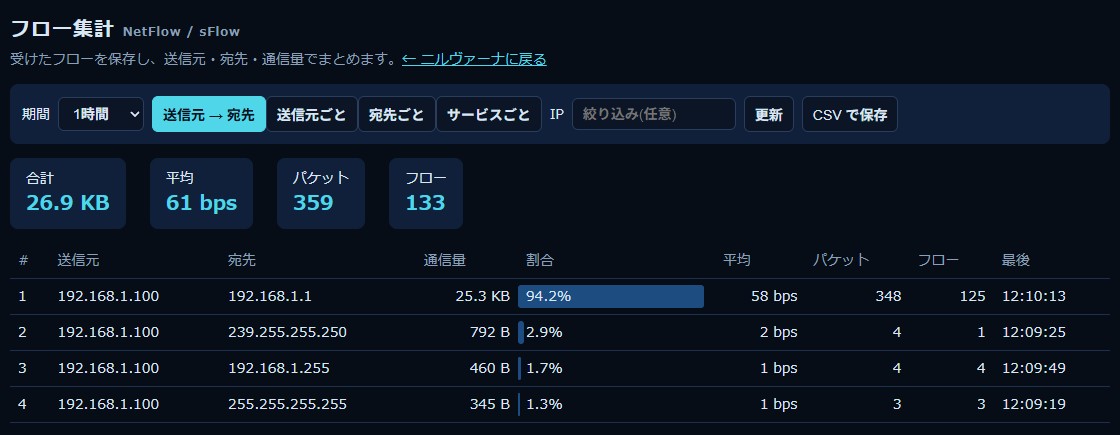 フロー集計 NetFlow / sFlow
受けたフローを保存し、送信元・宛先・通信量でまとめます。← ニルヴァーナに戻る
期間 1時間 送信元 → 宛先 送信元ごと 宛先ごと サービスごと IP 絞り込み(任意) 更新 CSV で保存
合計 平均 パケット フロー
26.9 KB 61 bps 359 133
# 送信元 宛先 通信量 割合 平均 パケット フロー 最後
1 192.168.1.100 192.168.1.1 25.3 KB 94.2% 58 bps 348 125 12:10:13
2 192.168.1.100 239.255.255.250 792 B 2.9% 2 bps 4 1 12:09:25
3 192.168.1.100 192.168.1.255 460 B 1.7% 1 bps 4 4 12:09:49
4 192.168.1.100 255.255.255.255 345 B 1.3% 1 bps 3 3 12:09:19